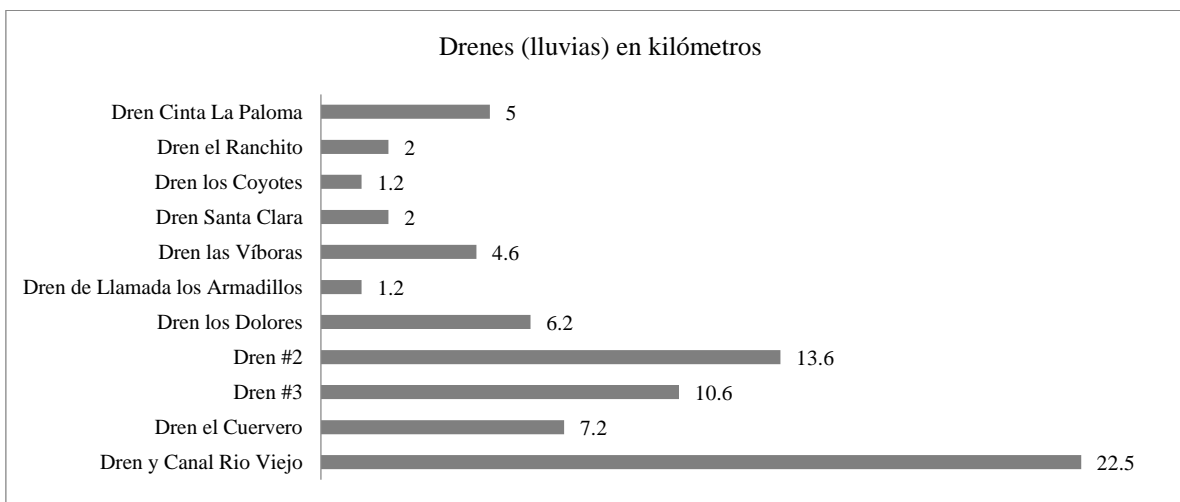 Drenes (lluvias) en kilómetros
Dren Cinta La Paloma 5
Dren el Ranchito 2
Dren los Coyotes 1.2
Dren Santa Clara 2
Dren las Víboras 4.6
Dren de Llamada los Armadillos 1.2
Dren los Dolores 6.2
Dren #2 13.6
Dren #3 10.6
Dren el Cuervero 7.2
Dren y Canal Rio Viejo 22.5